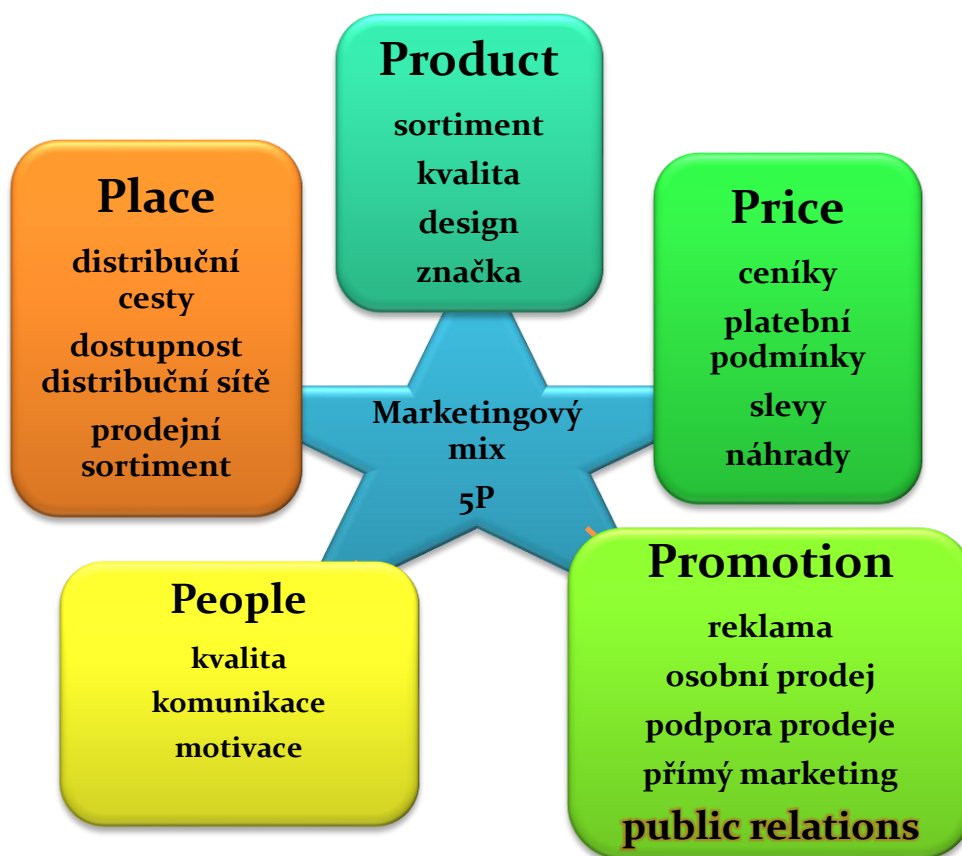 Product
sortiment
kvalita
design
značka
Place
distribuční
cesty
dostupnost
distribuční sítě
prodejní
sortiment
Price
ceníky
platební
podmínky
slevy
náhrady
Marketingový
mix
5P
People
kvalita
komunikace
motivace
Promotion
reklama
osobní prodej
podpora prodeje
přímý marketing
public relations